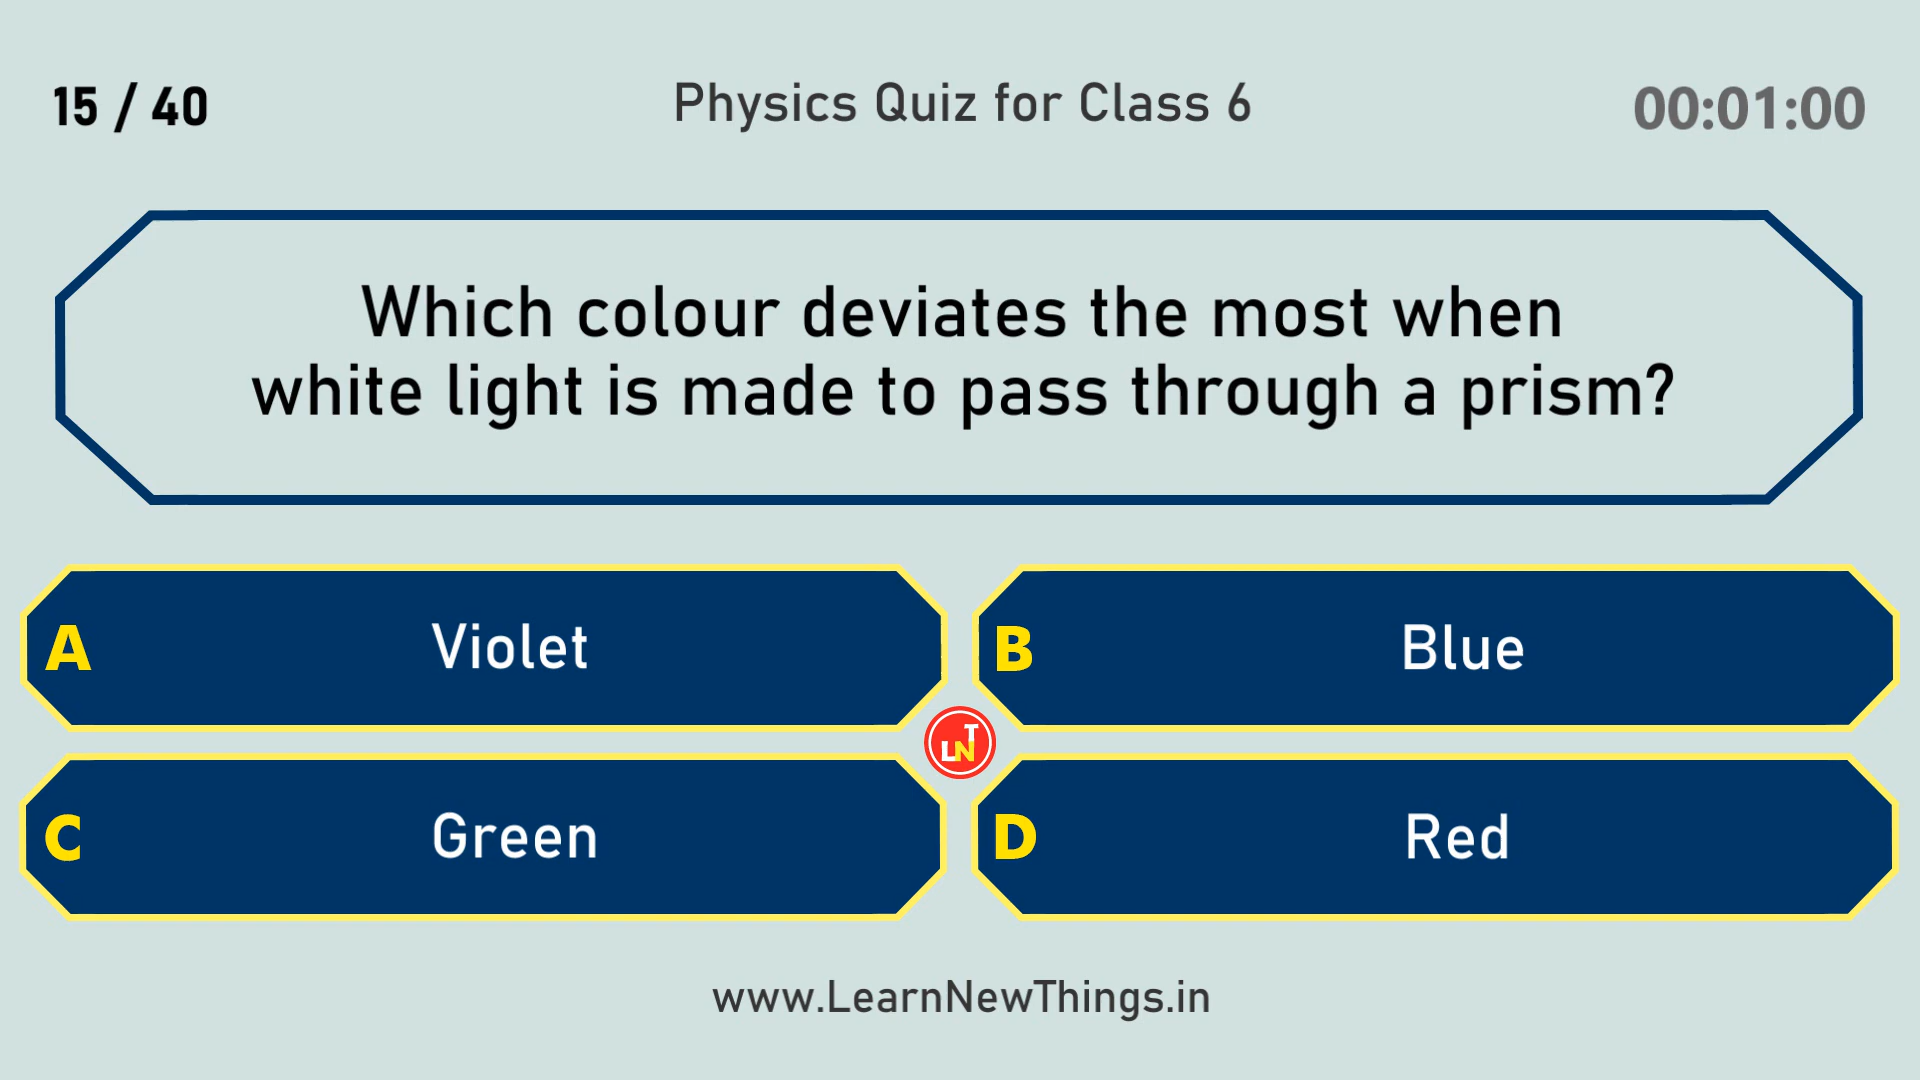 15 / 40
Physics Quiz for Class 6
00:01:00
Which colour deviates the most when
white light is made to pass through a prism?
A Violet
B Blue
LNT
C Green
D Red
www.LearnNewThings.in